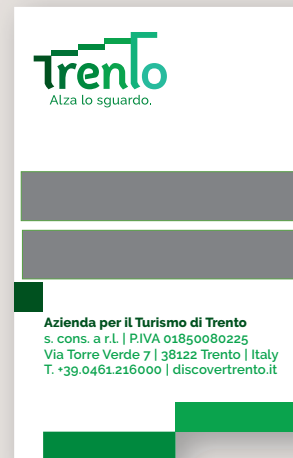 Trento
Alza lo sguardo.
Azienda per il Turismo di Trento
s. cons. a r.l. | P.IVA 01850080225
Via Torre Verde 7 | 38122 Trento | Italy
T. +39.0461.216000 | discovertrento.it